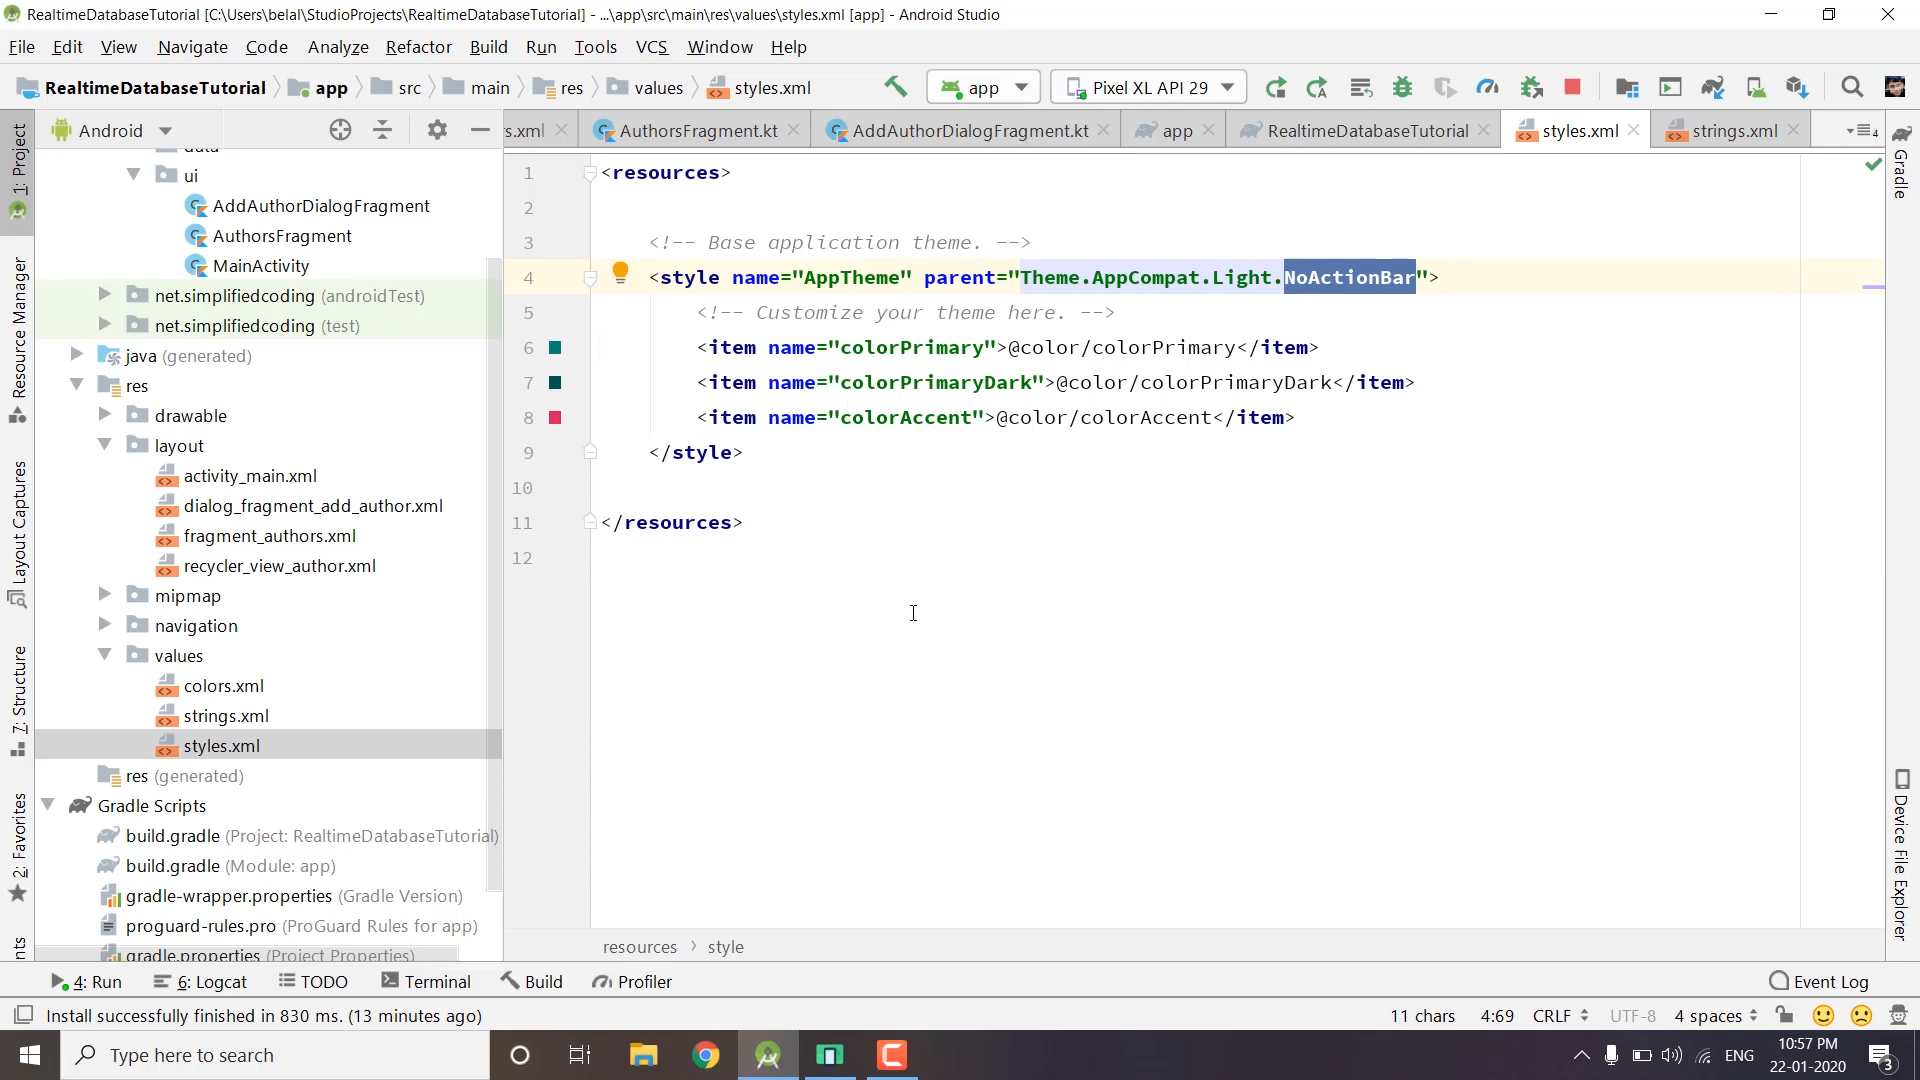 RealtimeDatabaseTutorial [C:\Users\belal\StudioProjects\RealtimeDatabaseTutorial] - ...\app\src\main\res\values\styles.xml [app] - Android Studio
File Edit View Navigate Code Analyze Refactor Build Run Tools VCS Window Help
RealtimeDatabaseTutorial app src main res values styles.xml app Pixel XL API 29
Android
s.xml AuthorsFragment.kt AddAuthorDialogFragment.kt app RealtimeDatabaseTutorial styles.xml strings.xml 4
1: Project
Resource Manager
Layout Captures
7: Structure
2: Favorites
nts
data
ui
AddAuthorDialogFragment
AuthorsFragment
MainActivity
net.simplifiedcoding (androidTest)
net.simplifiedcoding (test)
java (generated)
res
drawable
layout
activity_main.xml
dialog_fragment_add_author.xml
fragment_authors.xml
recycler_view_author.xml
mipmap
navigation
values
colors.xml
strings.xml
styles.xml
res (generated)
Gradle Scripts
build.gradle (Project: RealtimeDatabaseTutorial)
build.gradle (Module: app)
gradle-wrapper.properties (Gradle Version)
proguard-rules.pro (ProGuard Rules for app)
gradle.properties (Project Properties)
1 <resources>
2
3 <!-- Base application theme. -->
4 <style name="AppTheme" parent="Theme.AppCompat.Light.NoActionBar">
5 <!-- Customize your theme here. -->
6 <item name="colorPrimary">@color/colorPrimary</item>
7 <item name="colorPrimaryDark">@color/colorPrimaryDark</item>
8 <item name="colorAccent">@color/colorAccent</item>
9 </style>
10
11 </resources>
12
resources style
Gradle
Device File Explorer
4: Run 6: Logcat TODO Terminal Build Profiler Event Log
Install successfully finished in 830 ms. (13 minutes ago) 11 chars 4:69 CRLF UTF-8 4 spaces
Type here to search
ENG
10:57 PM
22-01-2020
3